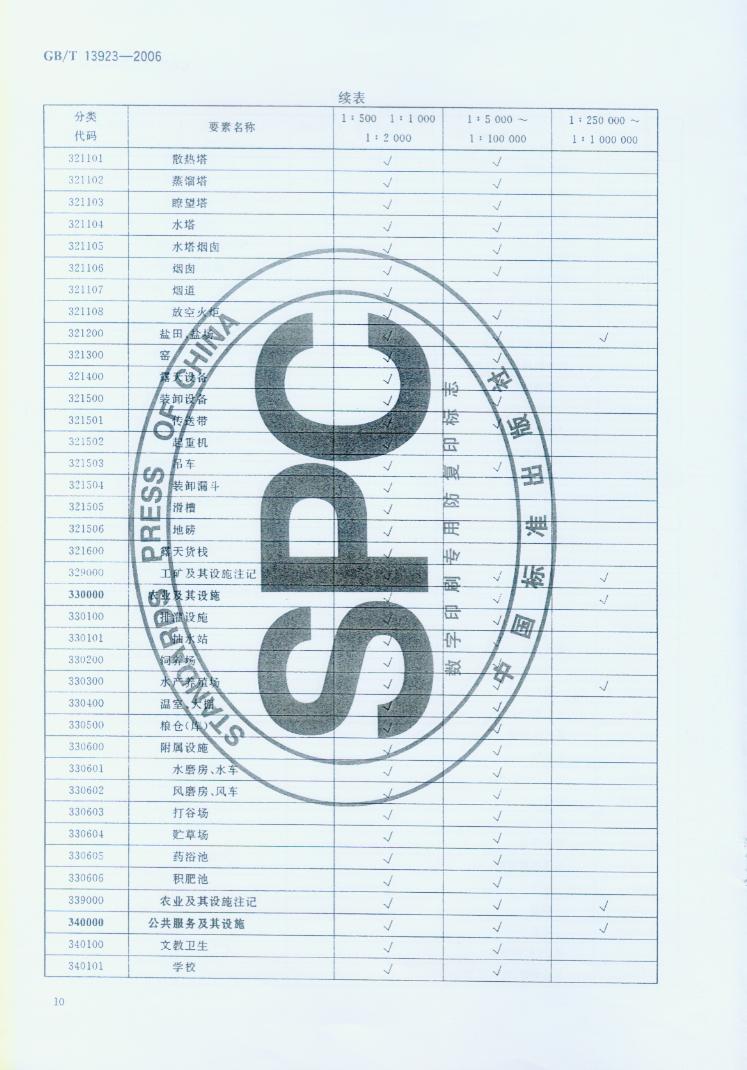 GB/T 13923—2006
续表
分类代码 要素名称 1∶500 1∶1 000 1∶2 000 1∶5 000～1∶100 000 1∶250 000～1∶1 000 000
321101 散热塔 √ √
321102 蒸馏塔 √ √
321103 瞭望塔 √ √
321104 水塔 √ √
321105 水塔烟囱 √ √
321106 烟囱 √ √
321107 烟道 √
321108 放空火炬 √ √
321200 盐田、盐场 √ √ √
321300 窑 √ √
321400 露天设备 √ √
321500 装卸设备 √ √
321501 传送带 √ √
321502 起重机 √
321503 吊车 √ √
321504 装卸漏斗 √
321505 滑槽 √
321506 地磅 √
321600 露天货栈 √
329000 工矿及其设施注记 √ √
330000 农业及其设施 √ √
330100 排灌设施
330101 抽水站
330200 饲养场 √ √
330300 水产养殖场 √ √ √
330400 温室、大棚 √ √
330500 粮仓(库) √ √
330600 附属设施 √ √
330601 水磨房、水车 √ √
330602 风磨房、风车 √ √
330603 打谷场 √ √
330604 贮草场 √ √
330605 药浴池 √ √
330606 积肥池 √ √
339000 农业及其设施注记 √ √ √
340000 公共服务及其设施 √ √ √
340100 文教卫生 √ √
340101 学校 √ √
STANDARDS PRESS OF CHINA
SPC
数字印刷专用防复印标志
中国标准出版社
10